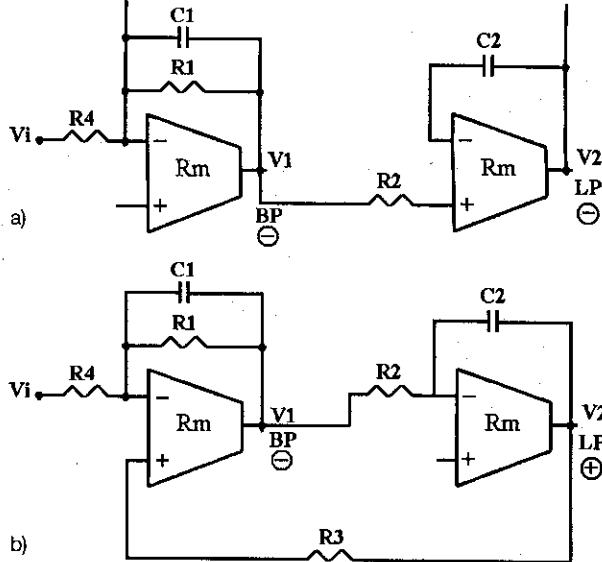 C1
C2
R1
Vi
R4
−
Rm
+
V1
BP
−
R2
−
Rm
+
V2
LP
−
a)
C1
C2
R1
Vi
R4
−
Rm
+
V1
BP
−
R2
−
Rm
+
V2
LP
+
R3
b)